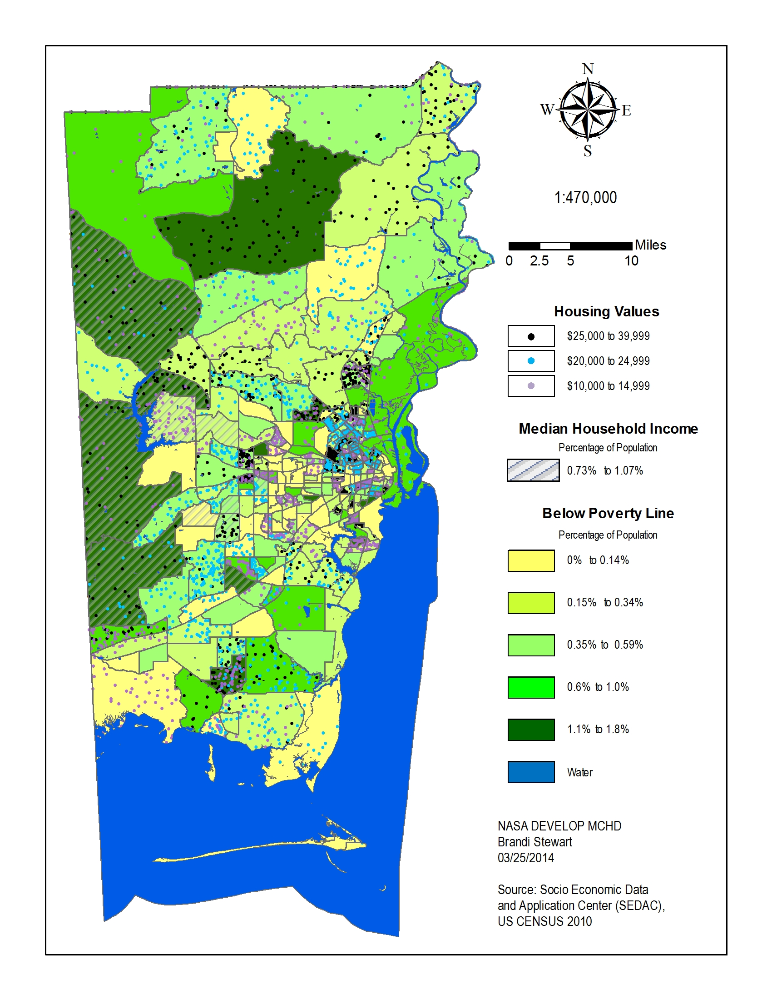 N
W E
S
1:470,000
Miles
0 2.5 5 10
Housing Values
$25,000 to 39,999
$20,000 to 24,999
$10,000 to 14,999
Median Household Income
Percentage of Population
0.73% to 1.07%
Below Poverty Line
Percentage of Population
0% to 0.14%
0.15% to 0.34%
0.35% to 0.59%
0.6% to 1.0%
1.1% to 1.8%
Water
NASA DEVELOP MCHD
Brandi Stewart
03/25/2014
Source: Socio Economic Data
and Application Center (SEDAC),
US CENSUS 2010